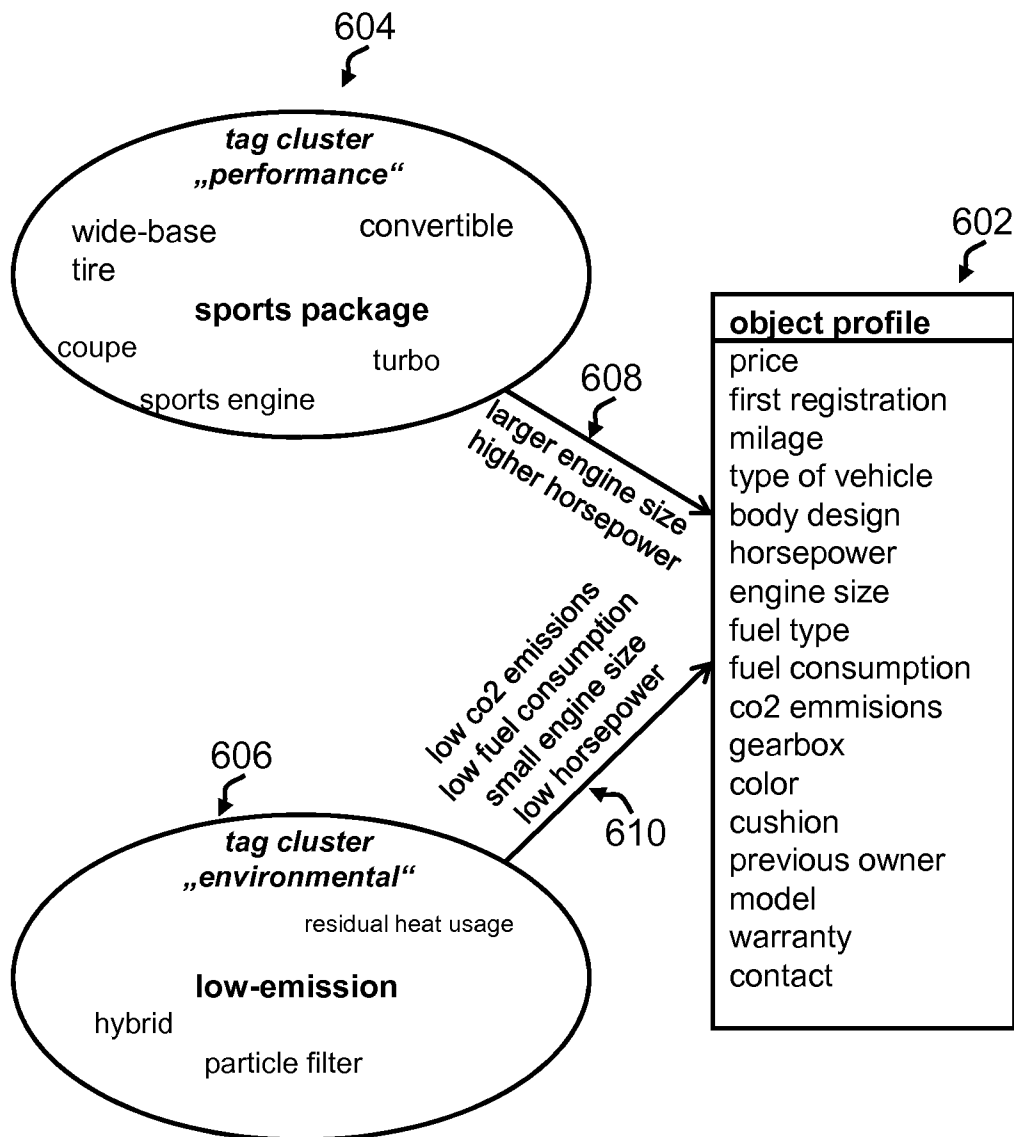 604
tag cluster
„performance“
wide-base
tire
convertible
sports package
coupe
turbo
sports engine
608
larger engine size
higher horsepower
602
object profile
price
first registration
milage
type of vehicle
body design
horsepower
engine size
fuel type
fuel consumption
co2 emmisions
gearbox
color
cushion
previous owner
model
warranty
contact
low co2 emissions
low fuel consumption
small engine size
low horsepower
610
606
tag cluster
„environmental“
residual heat usage
low-emission
hybrid
particle filter